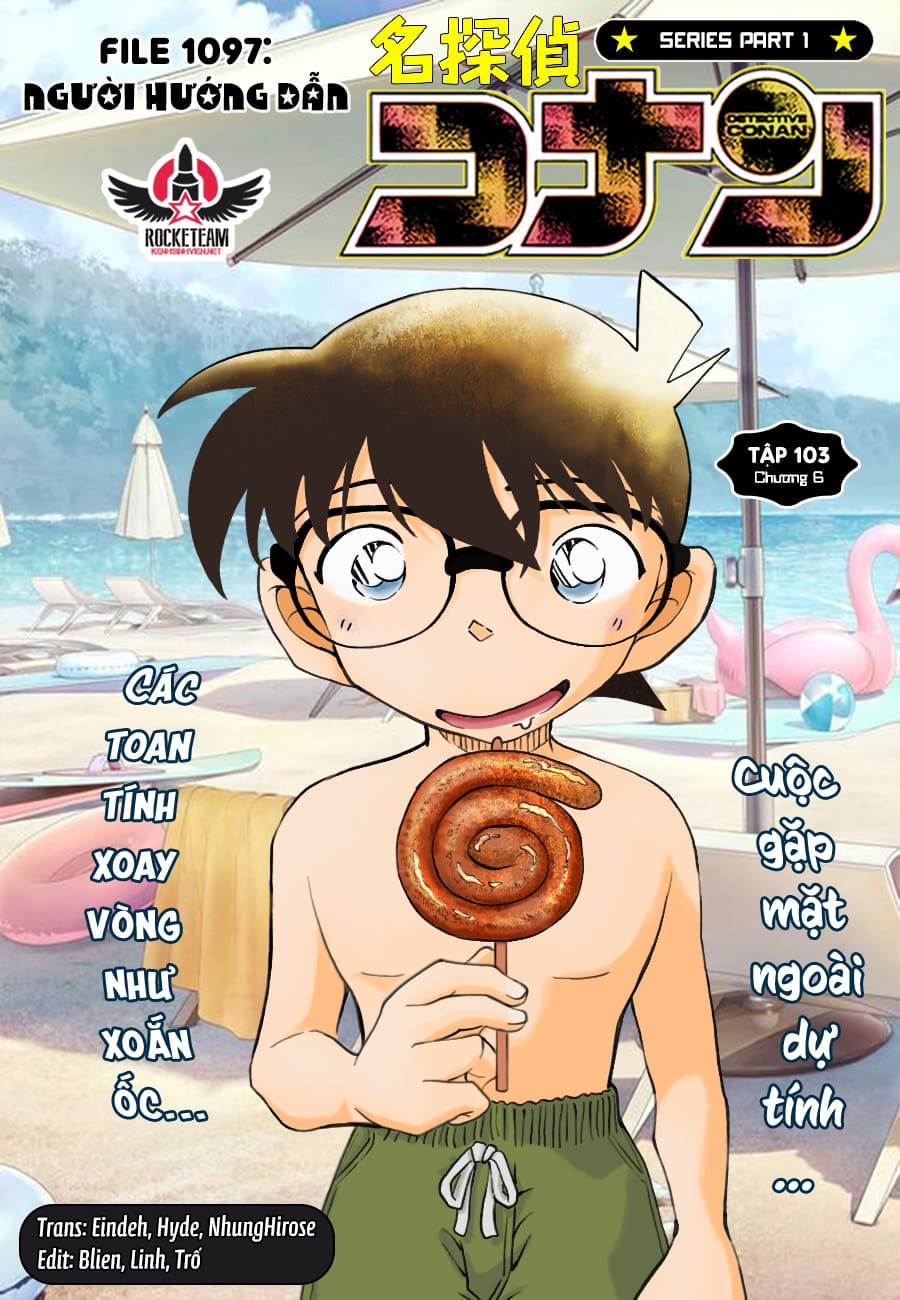 FILE 1097:
NGƯỜI HƯỚNG DẪN
名探偵
SERIES PART 1
コナン
DETECTIVE
CONAN
ROCKETEAM
KENHSINHVIEN.NET
TẬP 103
Chương 6
CÁC
TOAN
TÍNH
XOAY
VÒNG
NHƯ
XOẮN
ỐC...
Cuộc
gặp
mặt
ngoài
dự
tính
...
Trans: Eindeh, Hyde, NhungHirose
Edit: Blien, Linh, Trố